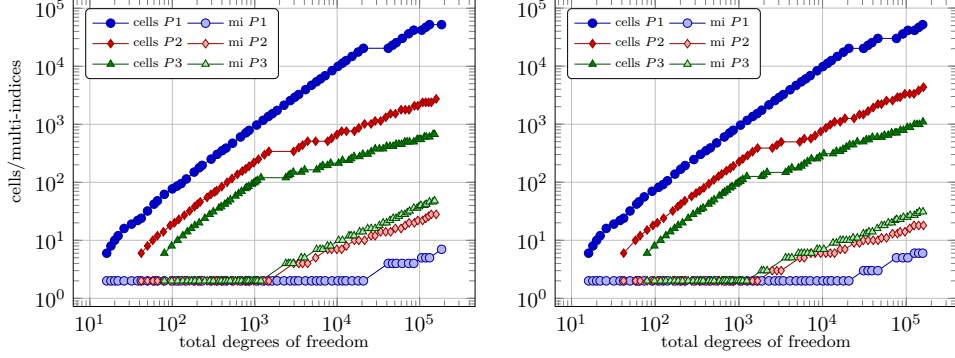 10^5
10^4
10^3
10^2
10^1
10^0
cells/multi-indices
cells P1 mi P1
cells P2 mi P2
cells P3 mi P3
10^1 10^2 10^3 10^4 10^5
total degrees of freedom
10^5
10^4
10^3
10^2
10^1
10^0
cells P1 mi P1
cells P2 mi P2
cells P3 mi P3
10^1 10^2 10^3 10^4 10^5
total degrees of freedom